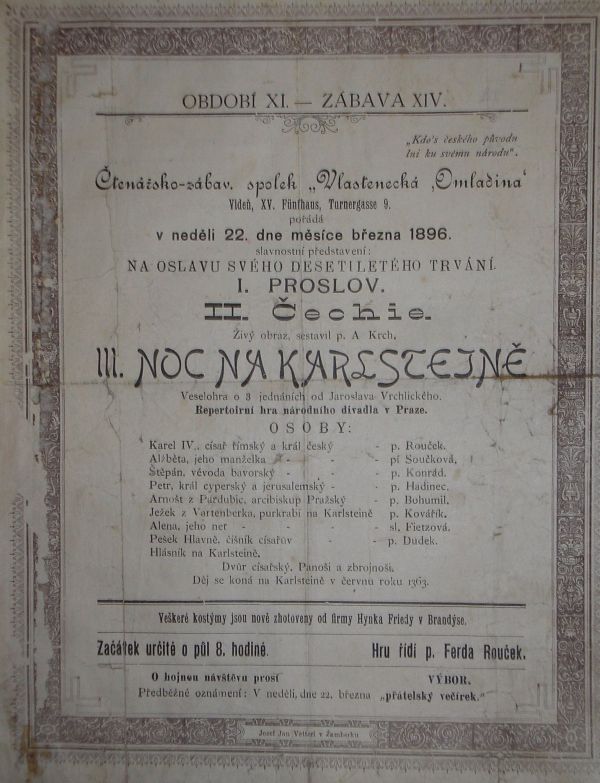 OBDOBÍ XI. — ZÁBAVA XIV.
„Kdo's českého původu
lni ku svému národu".
Čtenářsko-zábav. spolek „Vlastenecká ‚Omladina'
Vídeň, XV. Fünfhaus, Turnergasse 9.
pořádá
v neděli 22. dne měsíce března 1896.
slavnostní představení:
NA OSLAVU SVÉHO DESETILETÉHO TRVÁNÍ.
I. PROSLOV.
II. Čechie.
Živý obraz, sestavil p. A Krch,
III. NOC NA KARLSTEJNĚ
Veselohra o 3 jednáních od Jaroslava Vrchlického.
Repertoirní hra národního divadla v Praze.
OSOBY:
Karel IV., císař římský a král český - p. Rouček.
Alžběta, jeho manželka - - - - pí Součková,
Štěpán, vévoda bavorský - - - - p. Konrád.
Petr, král cyperský a jerusalemský - - p. Hadinec,
Arnošt z Pardubic, arcibiskup Pražský - p. Bohumil,
Ježek z Vartenberka, purkrabí na Karlšteině p. Kovářík.
Alena, jeho neř - - - - - sl. Fietzová.
Pešek Hlavně, číšník císařův - - p. Dudek.
Hlásník na Karlsteině.
Dvůr císařský, Panoši a zbrojnoši.
Děj se koná na Karlsteině v červnu roku 1363.
Veškeré kostýmy jsou nově zhotoveny od firmy Hynka Friedy v Brandýse.
Začátek určitě o půl 8. hodině.
Hru řídí p. Ferda Rouček.
O hojnou návštěvu prosí
VÝBOR.
Předběžné oznámení: V neděli, dne 22. března „přátelský večírek."
Josef Jan Vetterl v Žamberku